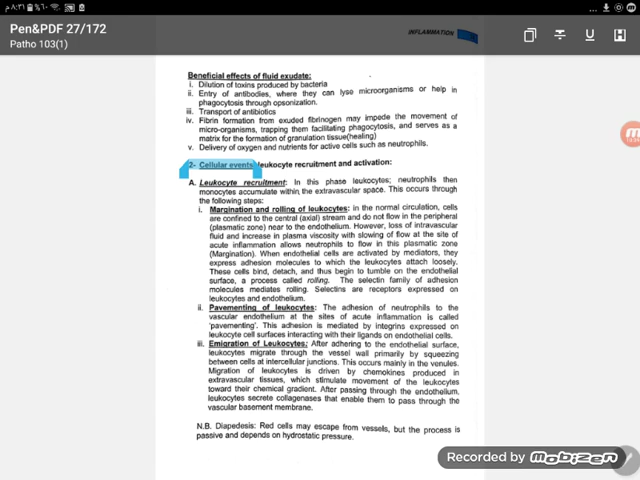 ٨:٣١ م ٦٠٪
Pen&PDF 27/172
Patho 103(1)
INFLAMMATION
Beneficial effects of fluid exudate:
i. Dilution of toxins produced by bacteria
ii. Entry of antibodies, where they can lyse microorganisms or help in
phagocytosis through opsonization.
iii. Transport of antibiotics
iv. Fibrin formation from exuded fibrinogen may impede the movement of
micro-organisms, trapping them facilitating phagocytosis, and serves as a
matrix for the formation of granulation tissue(healing)
v. Delivery of oxygen and nutrients for active cells such as neutrophils.
2- Cellular events: leukocyte recruitment and activation:
A. Leukocyte recruitment: In this phase leukocytes; neutrophils then
monocytes accumulate within the extravascular space. This occurs through
the following steps:
i. Margination and rolling of leukocytes: in the normal circulation, cells
are confined to the central (axial) stream and do not flow in the peripheral
(plasmatic zone) near to the endothelium. However, loss of intravascular
fluid and increase in plasma viscosity with slowing of flow at the site of
acute inflammation allows neutrophils to flow in this plasmatic zone
(Margination). When endothelial cells are activated by mediators, they
express adhesion molecules to which the leukocytes attach loosely.
These cells bind, detach, and thus begin to tumble on the endothelial
surface, a process called rolling. The selectin family of adhesion
molecules mediates rolling. Selectins are receptors expressed on
leukocytes and endothelium.
ii. Pavementing of leukocytes: The adhesion of neutrophils to the
vascular endothelium at the sites of acute inflammation is called
'pavementing'. This adhesion is mediated by integrins expressed on
leukocyte cell surfaces interacting with their ligands on endothelial cells.
iii. Emigration of Leukocytes: After adhering to the endothelial surface,
leukocytes migrate through the vessel wall primarily by squeezing
between cells at intercellular junctions. This occurs mainly in the venules.
Migration of leukocytes is driven by chemokines produced in
extravascular tissues, which stimulate movement of the leukocytes
toward their chemical gradient. After passing through the endothelium,
leukocytes secrete collagenases that enable them to pass through the
vascular basement membrane.
N.B. Diapedesis: Red cells may escape from vessels, but the process is
passive and depends on hydrostatic pressure.
Recorded by Mobizen